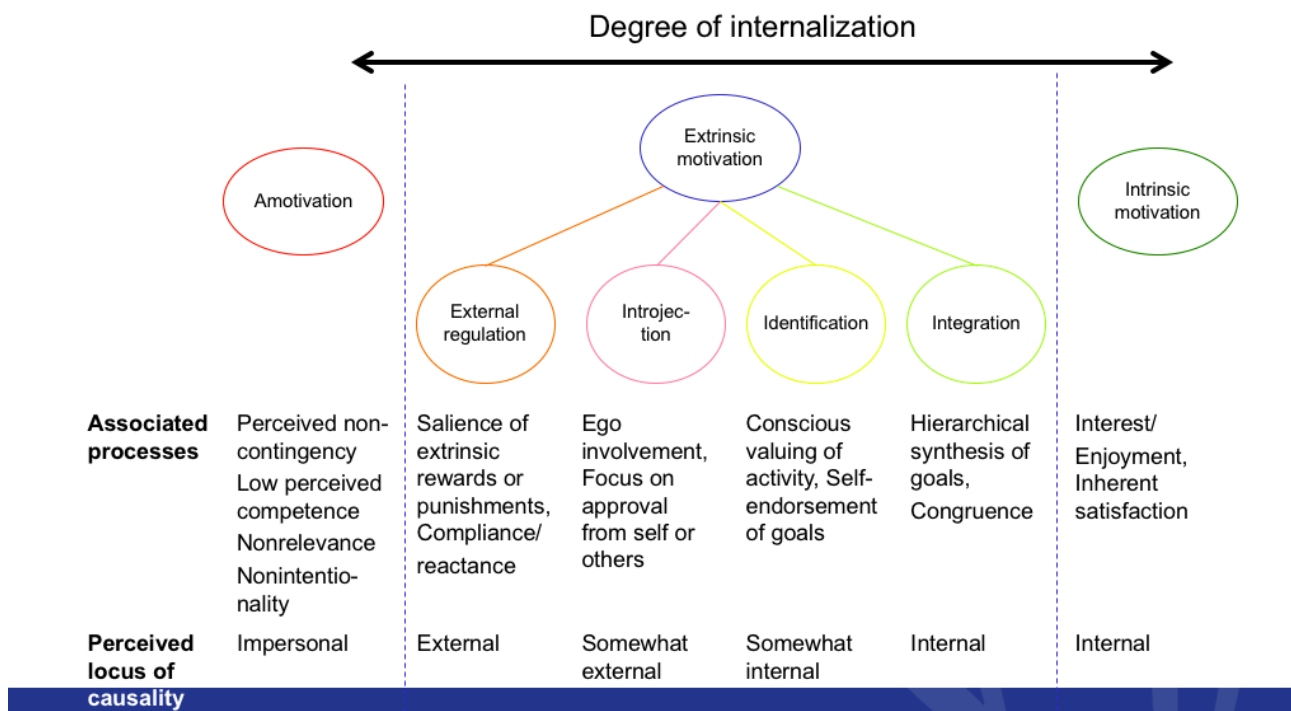 Degree of internalization
Extrinsic
motivation
Amotivation
Intrinsic
motivation
External
regulation
Introjec-
tion
Identification
Integration
Associated
processes
Perceived non-
contingency
Low perceived
competence
Nonrelevance
Nonintentio-
nality
Salience of
extrinsic
rewards or
punishments,
Compliance/
reactance
Ego
involvement,
Focus on
approval
from self or
others
Conscious
valuing of
activity, Self-
endorsement
of goals
Hierarchical
synthesis of
goals,
Congruence
Interest/
Enjoyment,
Inherent
satisfaction
Perceived
locus of
causality
Impersonal
External
Somewhat
external
Somewhat
internal
Internal
Internal